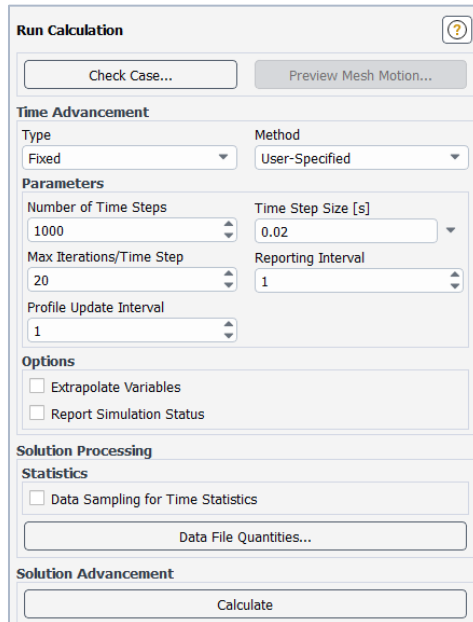 Run Calculation ?
Check Case... Preview Mesh Motion...
Time Advancement
Type Method
Fixed User-Specified
Parameters
Number of Time Steps Time Step Size [s]
1000 0.02
Max Iterations/Time Step Reporting Interval
20 1
Profile Update Interval
1
Options
Extrapolate Variables
Report Simulation Status
Solution Processing
Statistics
Data Sampling for Time Statistics
Data File Quantities...
Solution Advancement
Calculate